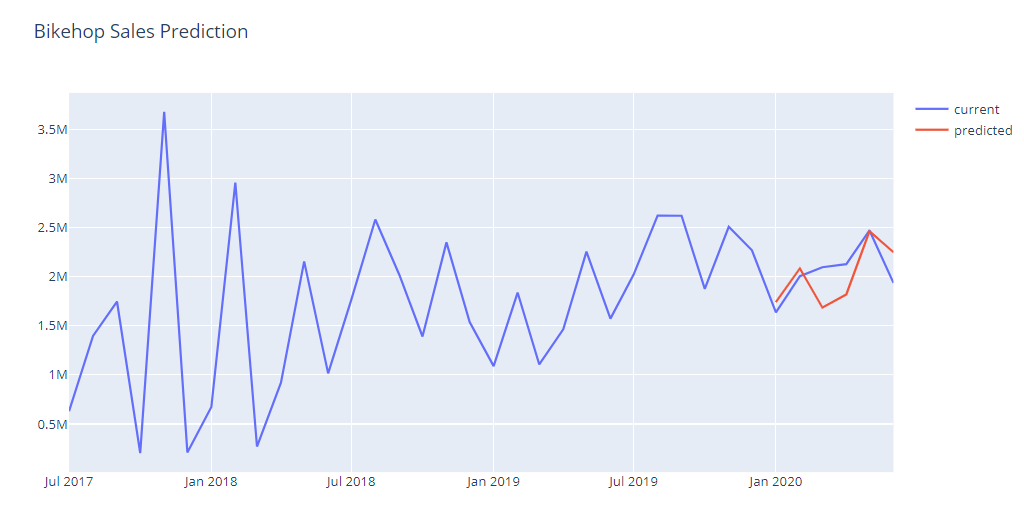 Bikehop Sales Prediction
current
predicted
3.5M
3M
2.5M
2M
1.5M
1M
0.5M
Jul 2017
Jan 2018
Jul 2018
Jan 2019
Jul 2019
Jan 2020